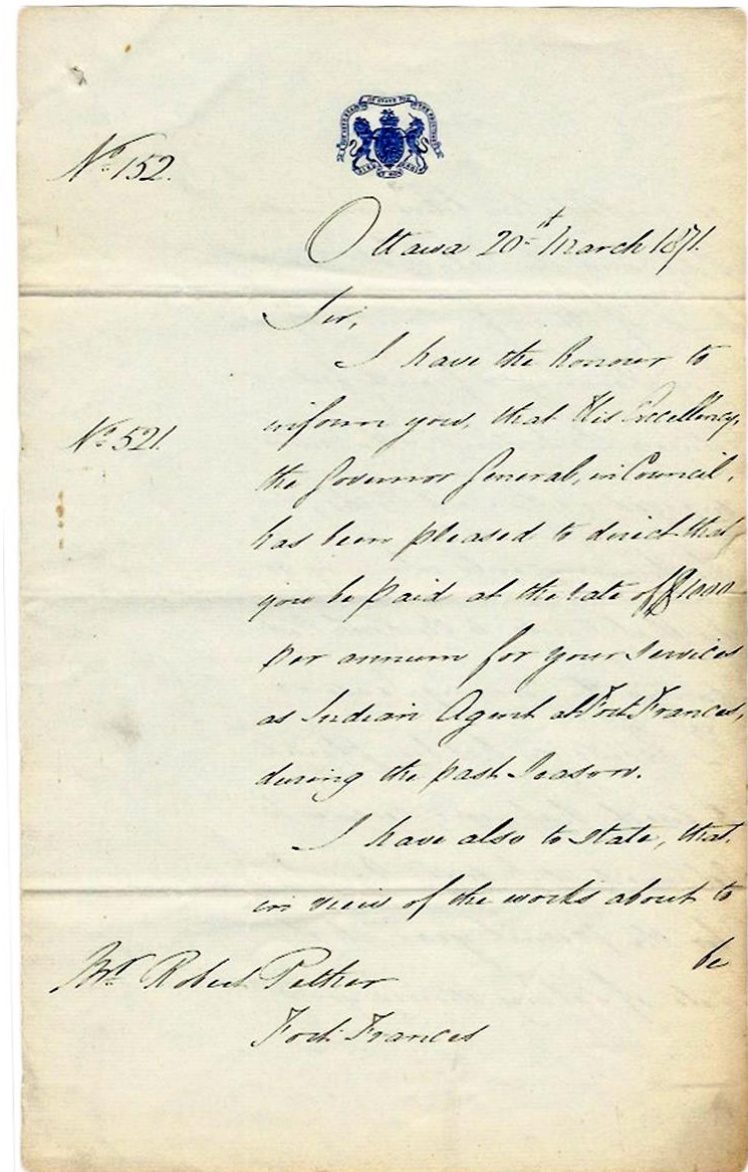 No. 152.
Ottawa 20th March 1871.
Sir,
I have the honour to
inform you, that His Excellency,
No. 521.
the Governor General, in Council,
has been pleased to direct that
you be paid at the rate of $1000
per annum for your services
as Indian Agent at Fort Frances,
during the past Season.
I have also to state, that,
in view of the works about to
be
Mr. Robert Pither
Fort Frances